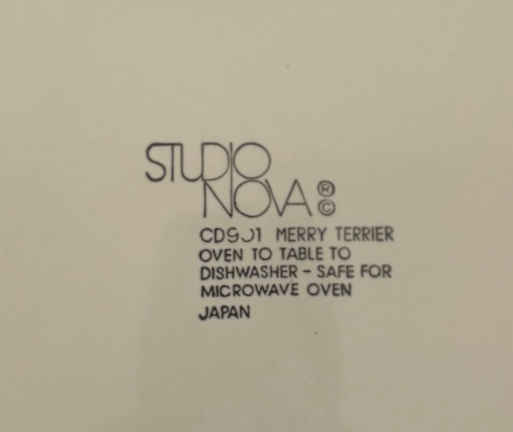 STUDIO
NOVA ® ©
MERRY TERRIER
OVEN TO TABLE TO
DISHWASHER - SAFE FOR
MICROWAVE OVEN
JAPAN